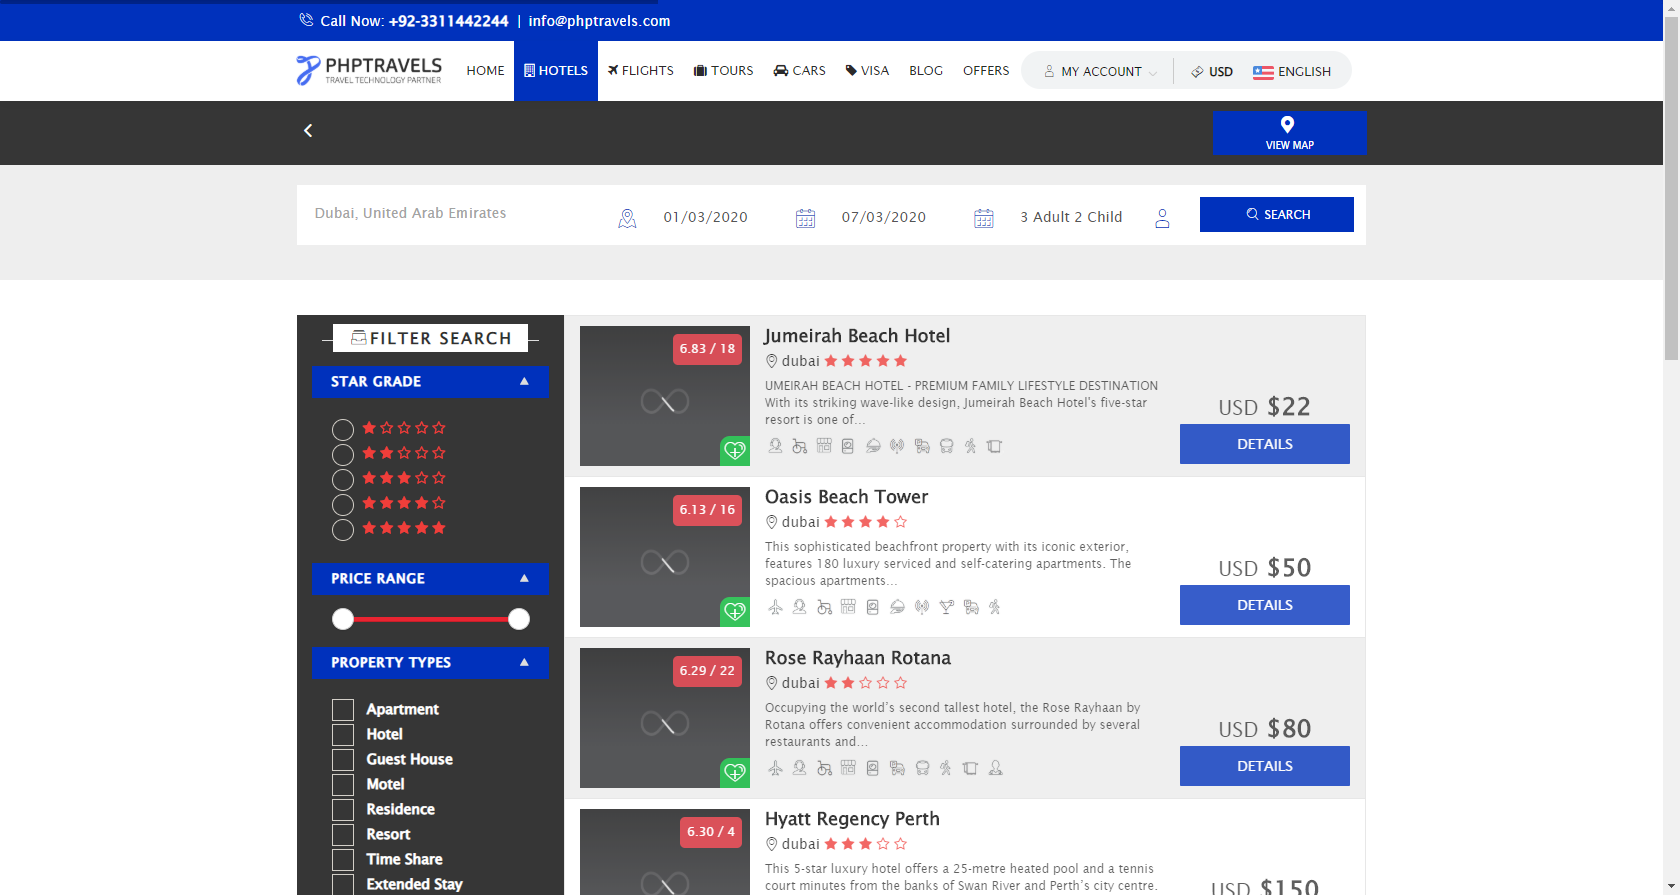 Call Now: +92-3311442244 | info@phptravels.com
PHPTRAVELS
TRAVEL TECHNOLOGY PARTNER
HOME HOTELS FLIGHTS TOURS CARS VISA BLOG OFFERS MY ACCOUNT USD ENGLISH
VIEW MAP
Dubai, United Arab Emirates 01/03/2020 07/03/2020 3 Adult 2 Child SEARCH
FILTER SEARCH
STAR GRADE
PRICE RANGE
PROPERTY TYPES
Apartment
Hotel
Guest House
Motel
Residence
Resort
Time Share
Extended Stay
6.83 / 18
Jumeirah Beach Hotel
dubai
UMEIRAH BEACH HOTEL - PREMIUM FAMILY LIFESTYLE DESTINATION
With its striking wave-like design, Jumeirah Beach Hotel's five-star
resort is one of...
USD $22
DETAILS
6.13 / 16
Oasis Beach Tower
dubai
This sophisticated beachfront property with its iconic exterior,
features 180 luxury serviced and self-catering apartments. The
spacious apartments...
USD $50
DETAILS
6.29 / 22
Rose Rayhaan Rotana
dubai
Occupying the world’s second tallest hotel, the Rose Rayhaan by
Rotana offers convenient accommodation surrounded by several
restaurants and...
USD $80
DETAILS
6.30 / 4
Hyatt Regency Perth
dubai
This 5-star luxury hotel offers a 25-metre heated pool and a tennis
court minutes from the banks of Swan River and Perth’s city centre.
USD $150